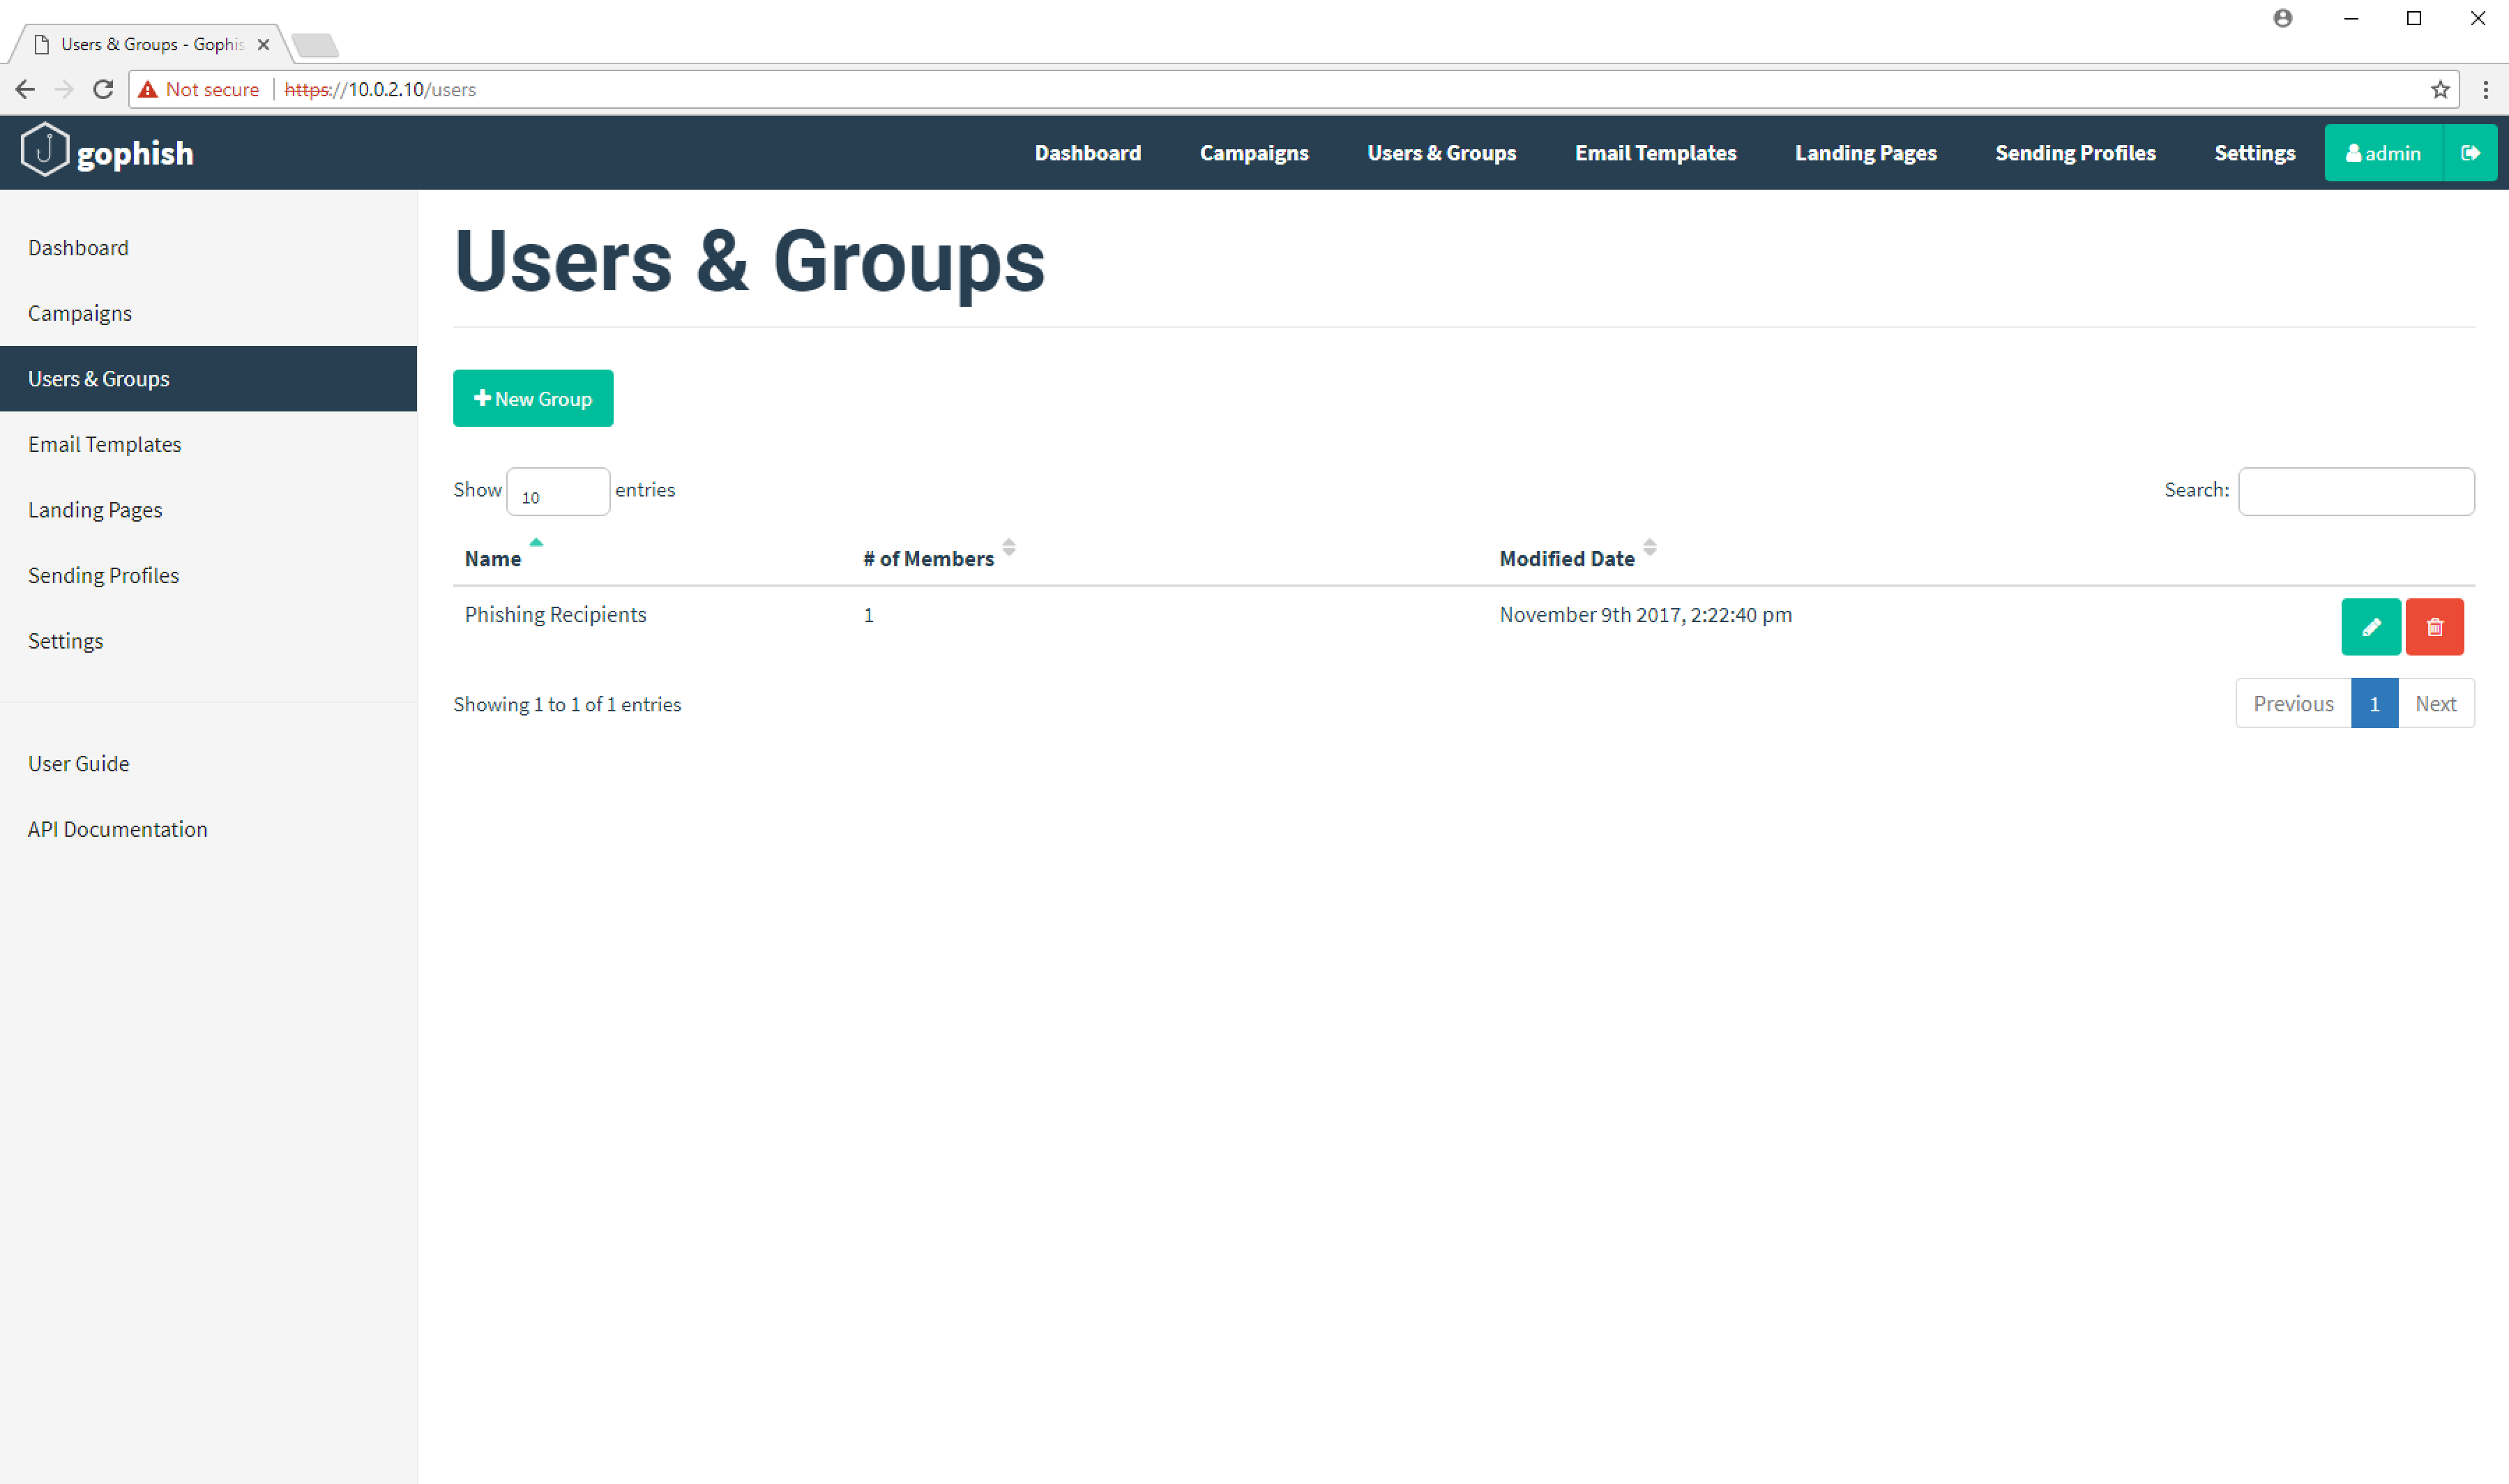 Users & Groups - Gophis
Not secure https://10.0.2.10/users
gophish Dashboard Campaigns Users & Groups Email Templates Landing Pages Sending Profiles Settings admin
Dashboard
Campaigns
Users & Groups
Email Templates
Landing Pages
Sending Profiles
Settings
User Guide
API Documentation
Users & Groups
New Group
Show 10 entries Search:
Name # of Members Modified Date
Phishing Recipients 1 November 9th 2017, 2:22:40 pm
Showing 1 to 1 of 1 entries Previous 1 Next